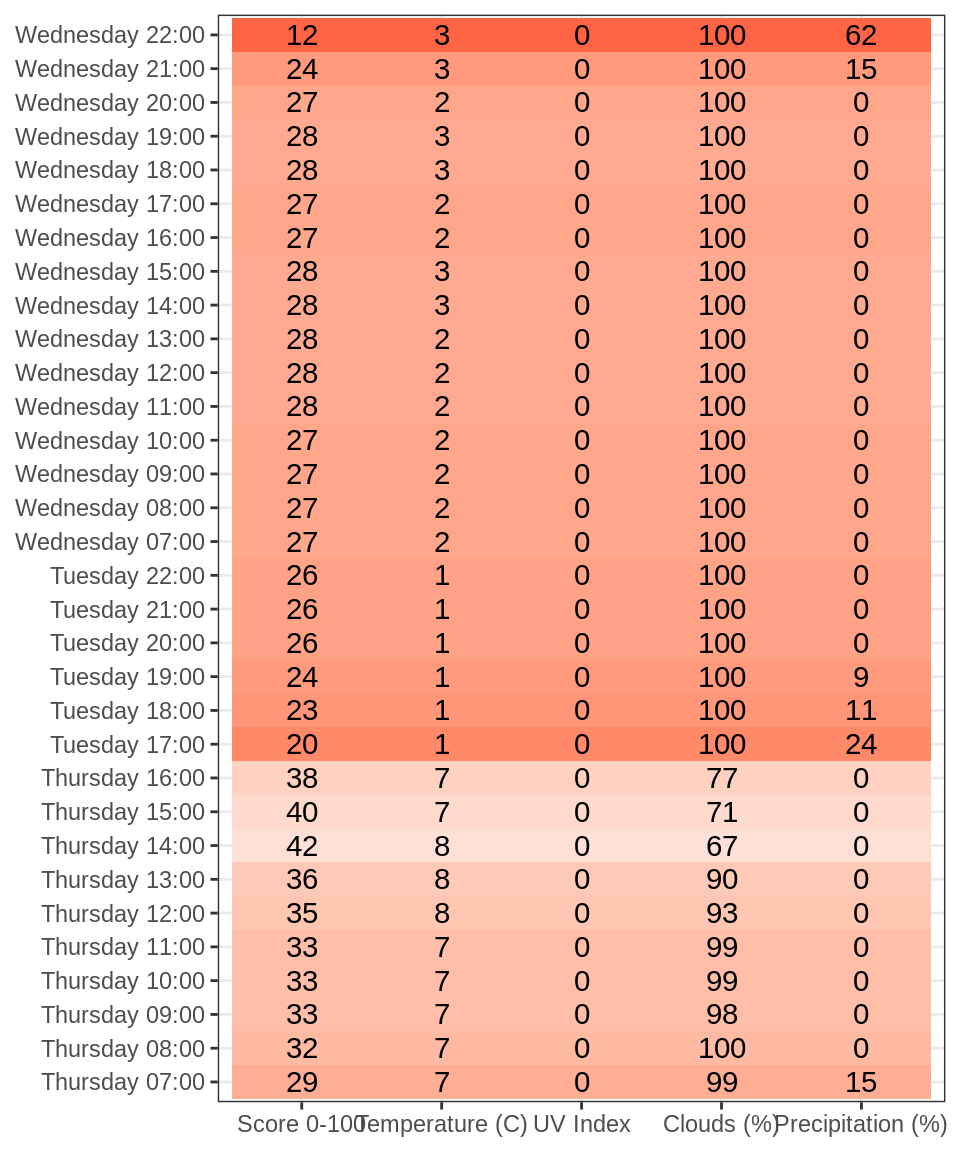 Wednesday 22:00 12 3 0 100 62
Wednesday 21:00 24 3 0 100 15
Wednesday 20:00 27 2 0 100 0
Wednesday 19:00 28 3 0 100 0
Wednesday 18:00 28 3 0 100 0
Wednesday 17:00 27 2 0 100 0
Wednesday 16:00 27 2 0 100 0
Wednesday 15:00 28 3 0 100 0
Wednesday 14:00 28 3 0 100 0
Wednesday 13:00 28 2 0 100 0
Wednesday 12:00 28 2 0 100 0
Wednesday 11:00 28 2 0 100 0
Wednesday 10:00 27 2 0 100 0
Wednesday 09:00 27 2 0 100 0
Wednesday 08:00 27 2 0 100 0
Wednesday 07:00 27 2 0 100 0
Tuesday 22:00 26 1 0 100 0
Tuesday 21:00 26 1 0 100 0
Tuesday 20:00 26 1 0 100 0
Tuesday 19:00 24 1 0 100 9
Tuesday 18:00 23 1 0 100 11
Tuesday 17:00 20 1 0 100 24
Thursday 16:00 38 7 0 77 0
Thursday 15:00 40 7 0 71 0
Thursday 14:00 42 8 0 67 0
Thursday 13:00 36 8 0 90 0
Thursday 12:00 35 8 0 93 0
Thursday 11:00 33 7 0 99 0
Thursday 10:00 33 7 0 99 0
Thursday 09:00 33 7 0 98 0
Thursday 08:00 32 7 0 100 0
Thursday 07:00 29 7 0 99 15
Score 0-100 Temperature (C) UV Index Clouds (%) Precipitation (%)